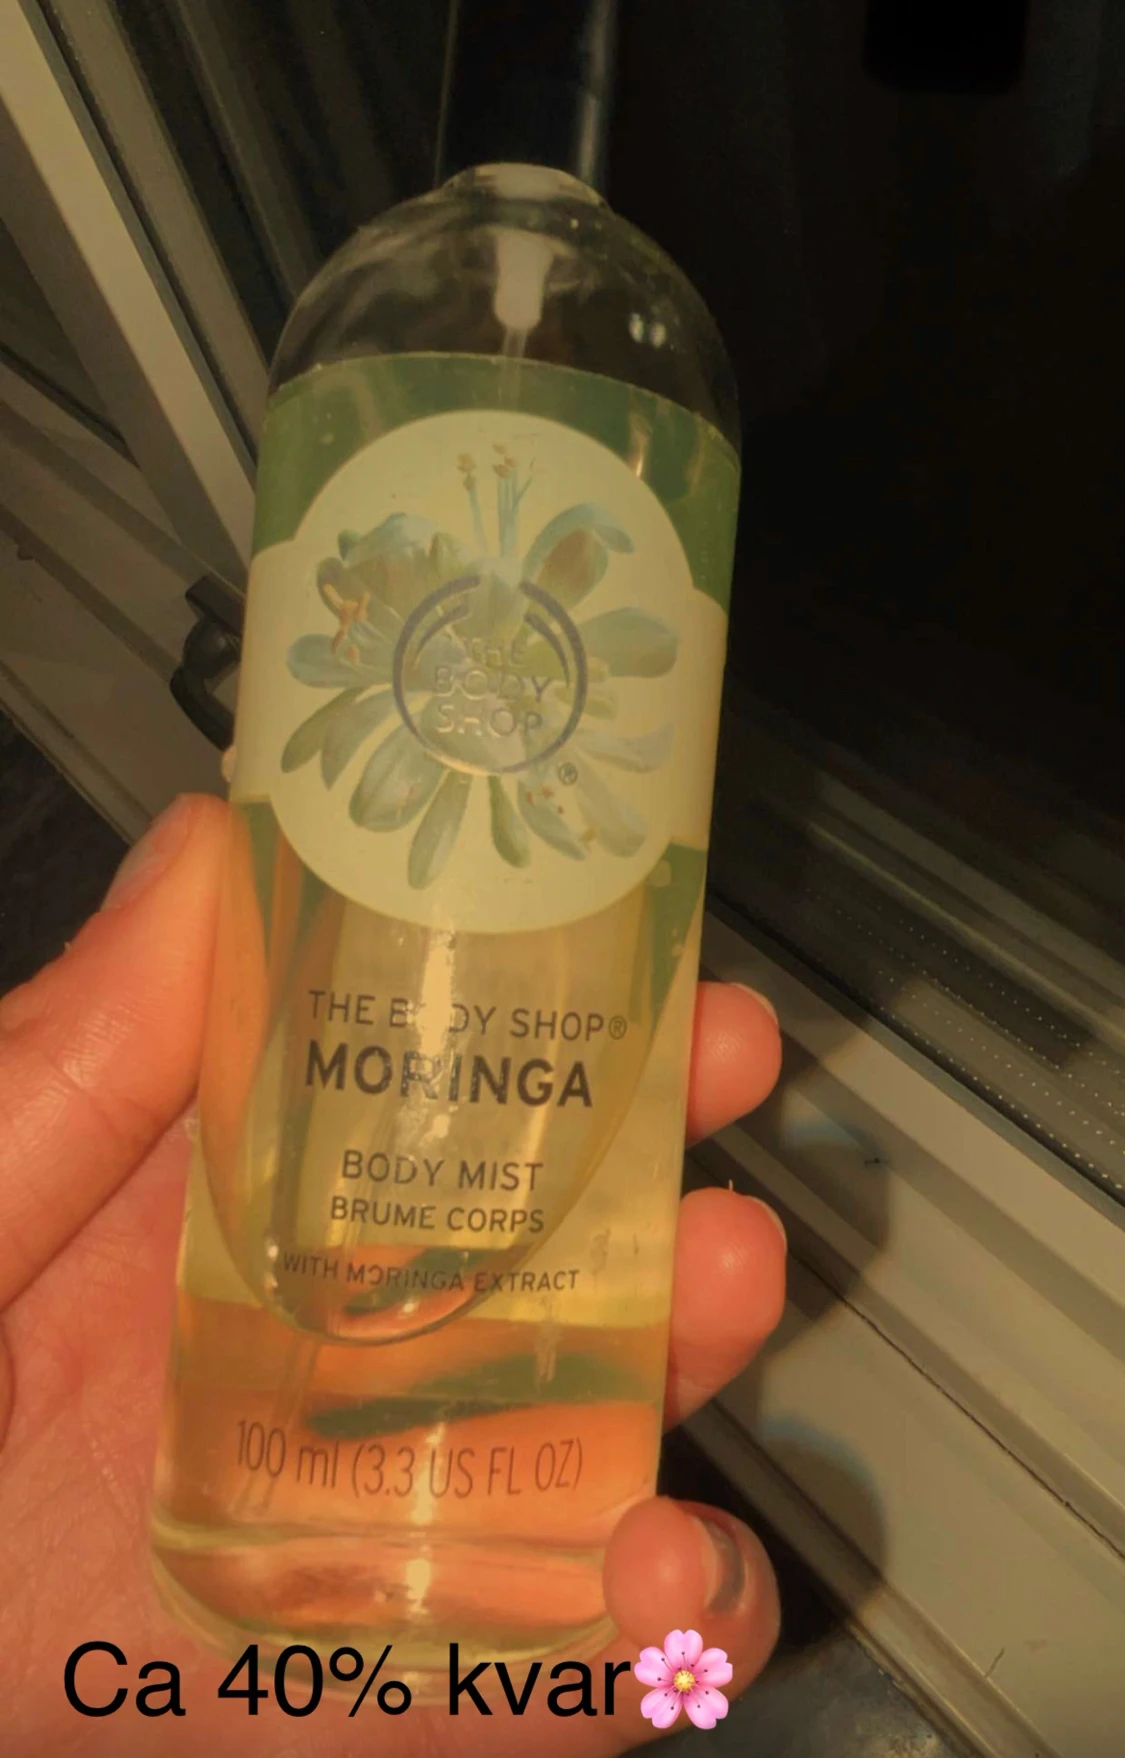 THE
BODY
SHOP
®
THE BODY SHOP®
MORINGA
BODY MIST
BRUME CORPS
WITH MORINGA EXTRACT
100 ml (3.3 US FL OZ)
Ca 40% kvar🌸